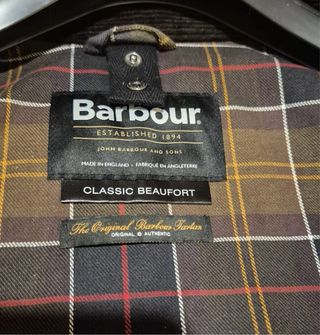 Barbour.
ESTABLISHED 1894
JOHN BARBOUR AND SONS
MADE IN ENGLAND - FABRIQUÉ EN ANGLETERRE
CLASSIC BEAUFORT
The Original Barbour Tartan
ORIGINAL & AUTHENTIC